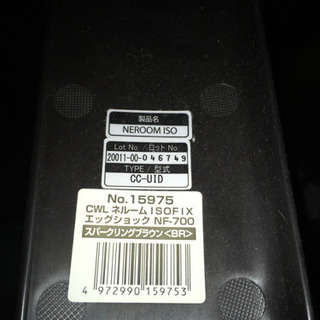 製品名
NEROOM ISO
Lot No. / ロット No.
20011-00-046749
TYPE / 型式
CC-UID
No.15975
CWL ネルーム ISOFIX
エッグショック NF-700
スパークリングブラウン<BR>
4 972990 159753